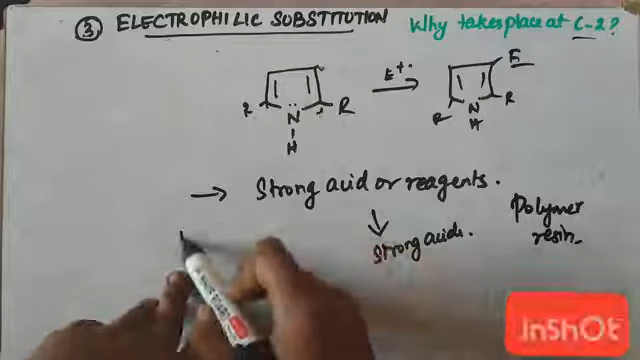 ③ ELECTROPHILIC SUBSTITUTION
Why takes place at C-2?
E+
E
R N R
H
R N R
H
→ Strong acid or reagents.
Strong acids.
Polymer
resin
InShOt